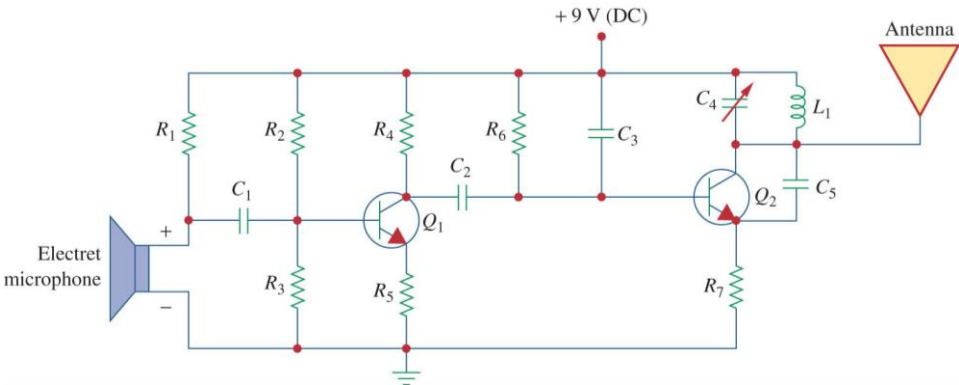 + 9 V (DC)
Antenna
C₄
L₁
R₁
R₂
R₄
R₆
C₃
C₂
C₅
C₁
Q₂
+
Q₁
Electret
microphone
R₃
R₅
R₇
–